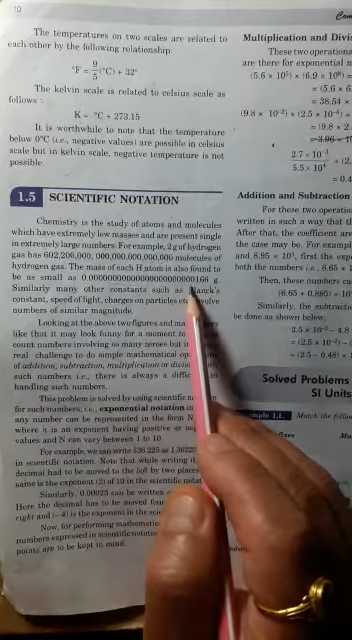 10
The temperatures on two scales are related to
each other by the following relationship:
°F = 9/5 (°C) + 32°
The kelvin scale is related to celsius scale as
follows :
K = °C + 273.15
It is worthwhile to note that the temperature
below 0°C (i.e., negative values) are possible in celsius
scale but in kelvin scale, negative temperature is not
possible.
1.5 SCIENTIFIC NOTATION
Chemistry is the study of atoms and molecules
which have extremely low masses and are present single
in extremely large numbers. For example, 2 g of hydrogen
gas has 602,200, 000,000,000,000,000,000 molecules of
hydrogen gas. The mass of each H atom is also found to
be as small as
g.
Similarly many other constants such as Planck's
constant, speed of light, charges on particles etc. involve
numbers of similar magnitude.
Looking at the above two figures and
like that it may look funny for a moment to
count numbers involving so many zeroes but it
real challenge to do simple mathematical
of addition, subtraction, multiplication or
such numbers i.e., there is always a
in
handling such numbers.
This problem is solved by using scientific
for such numbers, i.e., exponential notation in
any number can be represented in the form N
where n is an exponent having positive or
values and N can vary between 1 to 10.
For example, we can write 136.225 as 1.36225
in scientific notation. Note that while writing it,
decimal had to be moved to the left by two places
same is the exponent (2) of 10 in the scientific
Similarly, 0.00025 can be written
Here the decimal has to be moved four
right and (−4) is the exponent in the
Now, for performing
numbers expressed in scientific
points are to be kept in mind
Multiplication and
These two operations
are there for exponential
(5.6 × 10⁵) × (6.9 × 10⁸) =
= (5.6 × 6.
= 38.54 ×
(9.8 × 10⁻²) × (2.5 × 10⁻⁶) =
= (9.8 × 2.
2.7 × 10⁻³ / 5.5 × 10⁴ = (2.
= 0.4
Addition and Subtraction
For these two
written in such a way that
After that, the coefficient are
the case may be. For example
and 8.95 × 10³, first the
both the numbers i.e., 6.65 ×
Then, these numbers
(6.65 + 0.895) × 10
Similarly, the
be done as shown below:
2.5 × 10⁻² − 4.8
= (2.5 × 10⁻²) − (
= (2.5 − 0.48) ×
Solved Problems
SI Units
1.1. Match the